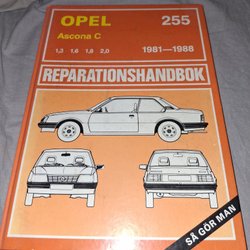 OPEL 255
Ascona C
1,3 1,6 1,8 2,0 1981—1988
REPARATIONSHANDBOK
SÅ GÖR MAN